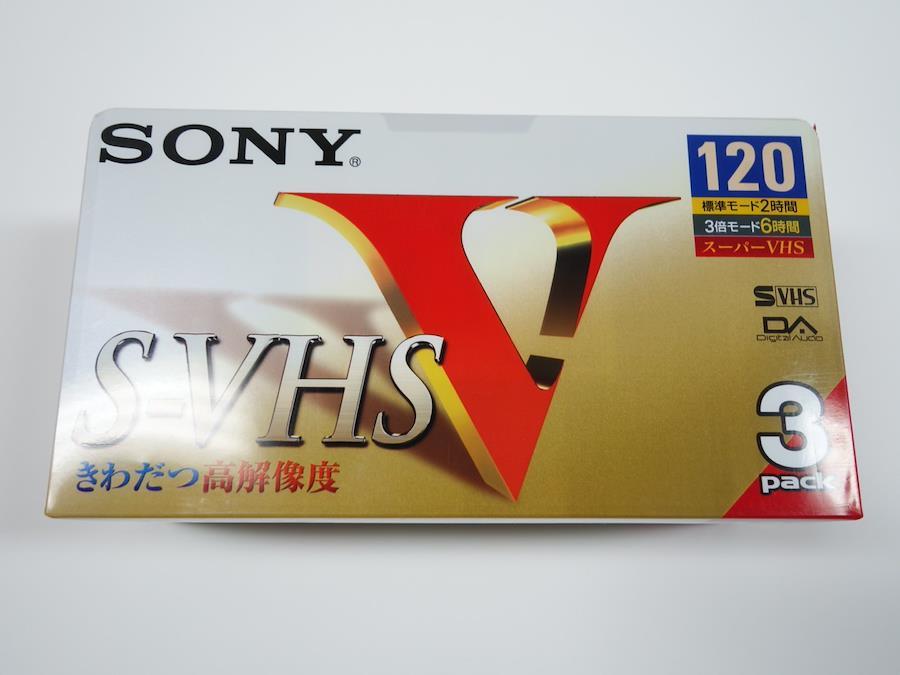 SONY®
120
標準モード2時間
3倍モード6時間
スーパーVHS
V
S VHS
DA
Digital Audio
S-VHS
きわだつ高解像度
3
pack